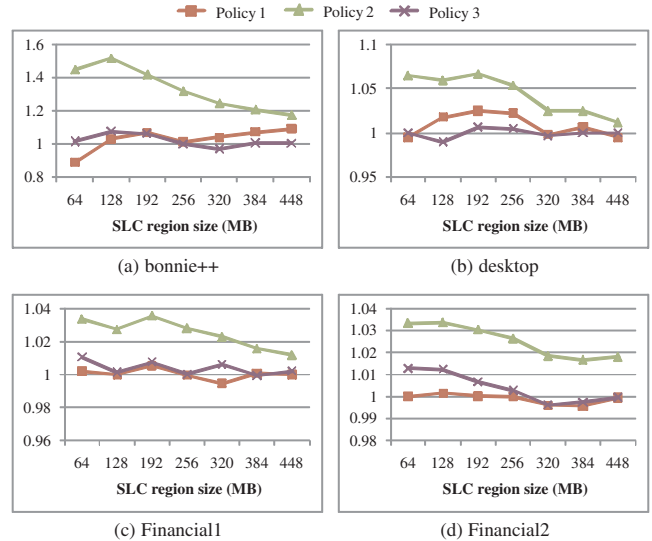 Policy 1 Policy 2 Policy 3
1.6
1.4
1.2
1
0.8
64 128 192 256 320 384 448
SLC region size (MB)
(a) bonnie++
1.1
1.05
1
0.95
64 128 192 256 320 384 448
SLC region size (MB)
(b) desktop
1.04
1.02
1
0.98
0.96
64 128 192 256 320 384 448
SLC region size (MB)
(c) Financial1
1.04
1.03
1.02
1.01
1
0.99
0.98
64 128 192 256 320 384 448
SLC region size (MB)
(d) Financial2